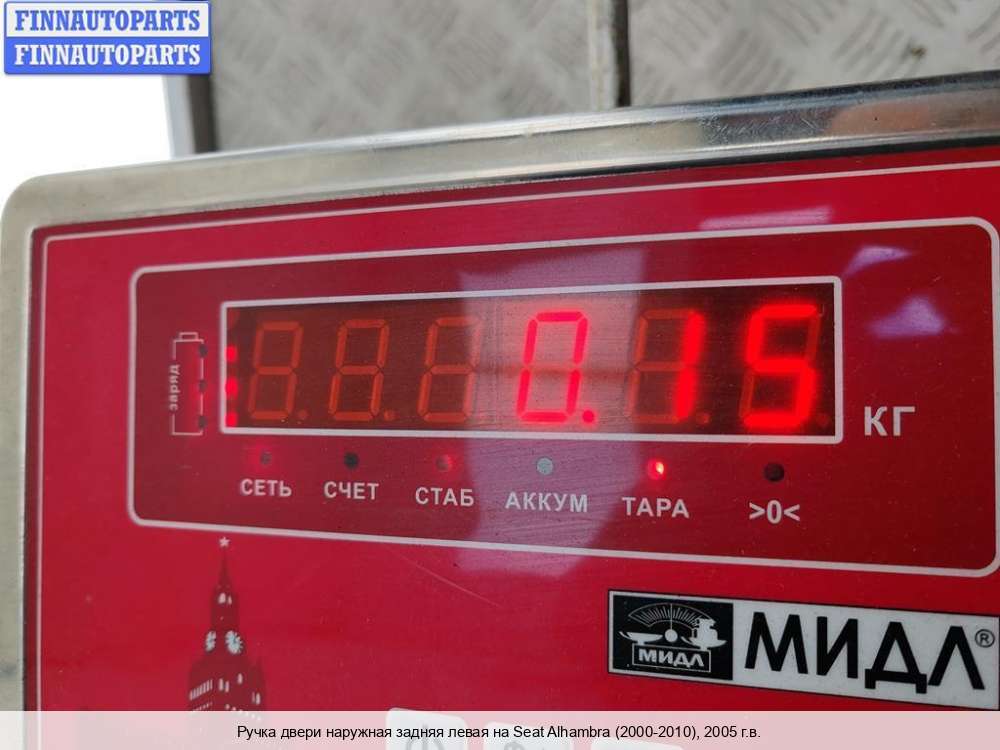 FINNAUTOPARTS
FINNAUTOPARTS
заряд
0.15
КГ
СЕТЬ СЧЕТ СТАБ АККУМ ТАРА >0<
МИДЛ МИДЛ®
Ручка двери наружная задняя левая на Seat Alhambra (2000-2010), 2005 г.в.